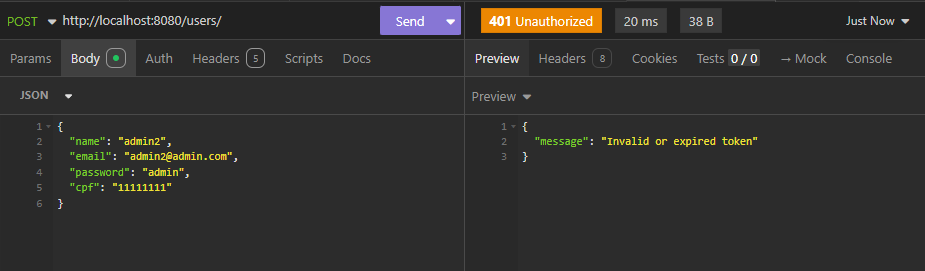 POST http://localhost:8080/users/ Send 401 Unauthorized 20 ms 38 B Just Now
Params Body Auth Headers 5 Scripts Docs Preview Headers 8 Cookies Tests 0 / 0 → Mock Console
JSON
1 {
2 "name": "admin2",
3 "email": "admin2@admin.com",
4 "password": "admin",
5 "cpf": "11111111"
6 }
Preview
1 {
2 "message": "Invalid or expired token"
3 }